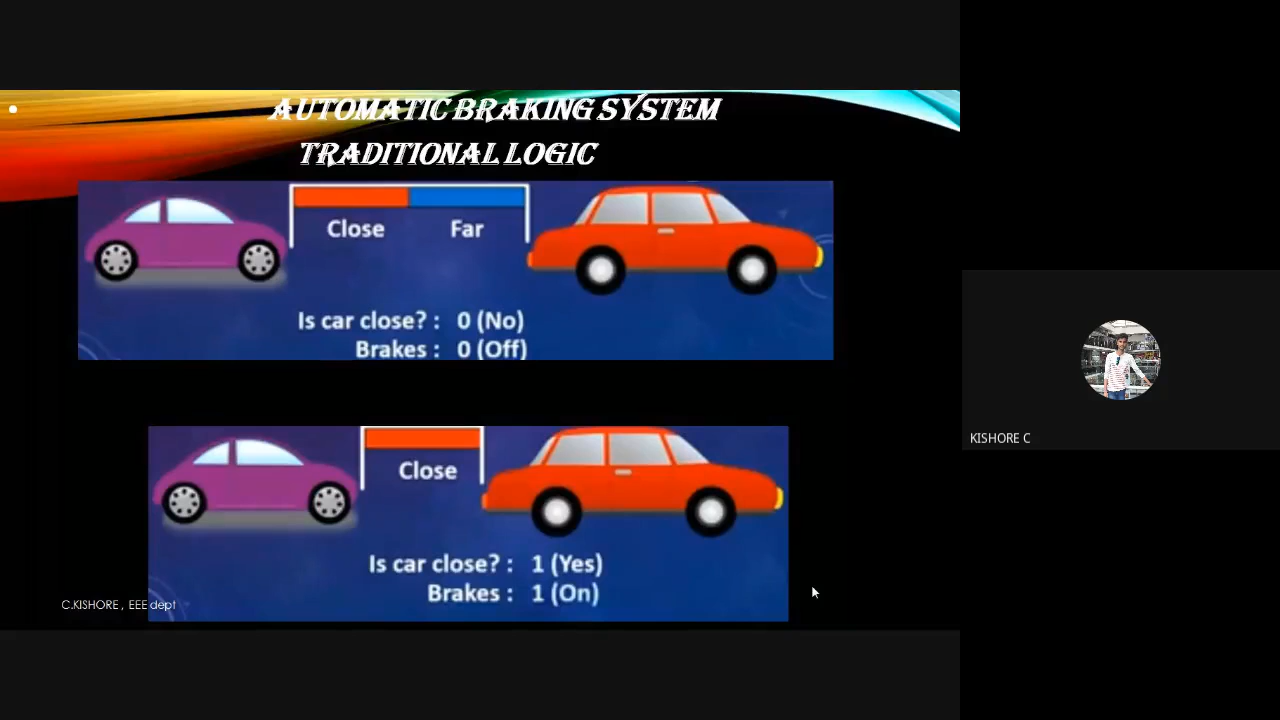 AUTOMATIC BRAKING SYSTEM
TRADITIONAL LOGIC
Close Far
Is car close? : 0 (No)
Brakes : 0 (Off)
Close
Is car close? : 1 (Yes)
Brakes : 1 (On)
C.KISHORE , EEE dept
KISHORE C